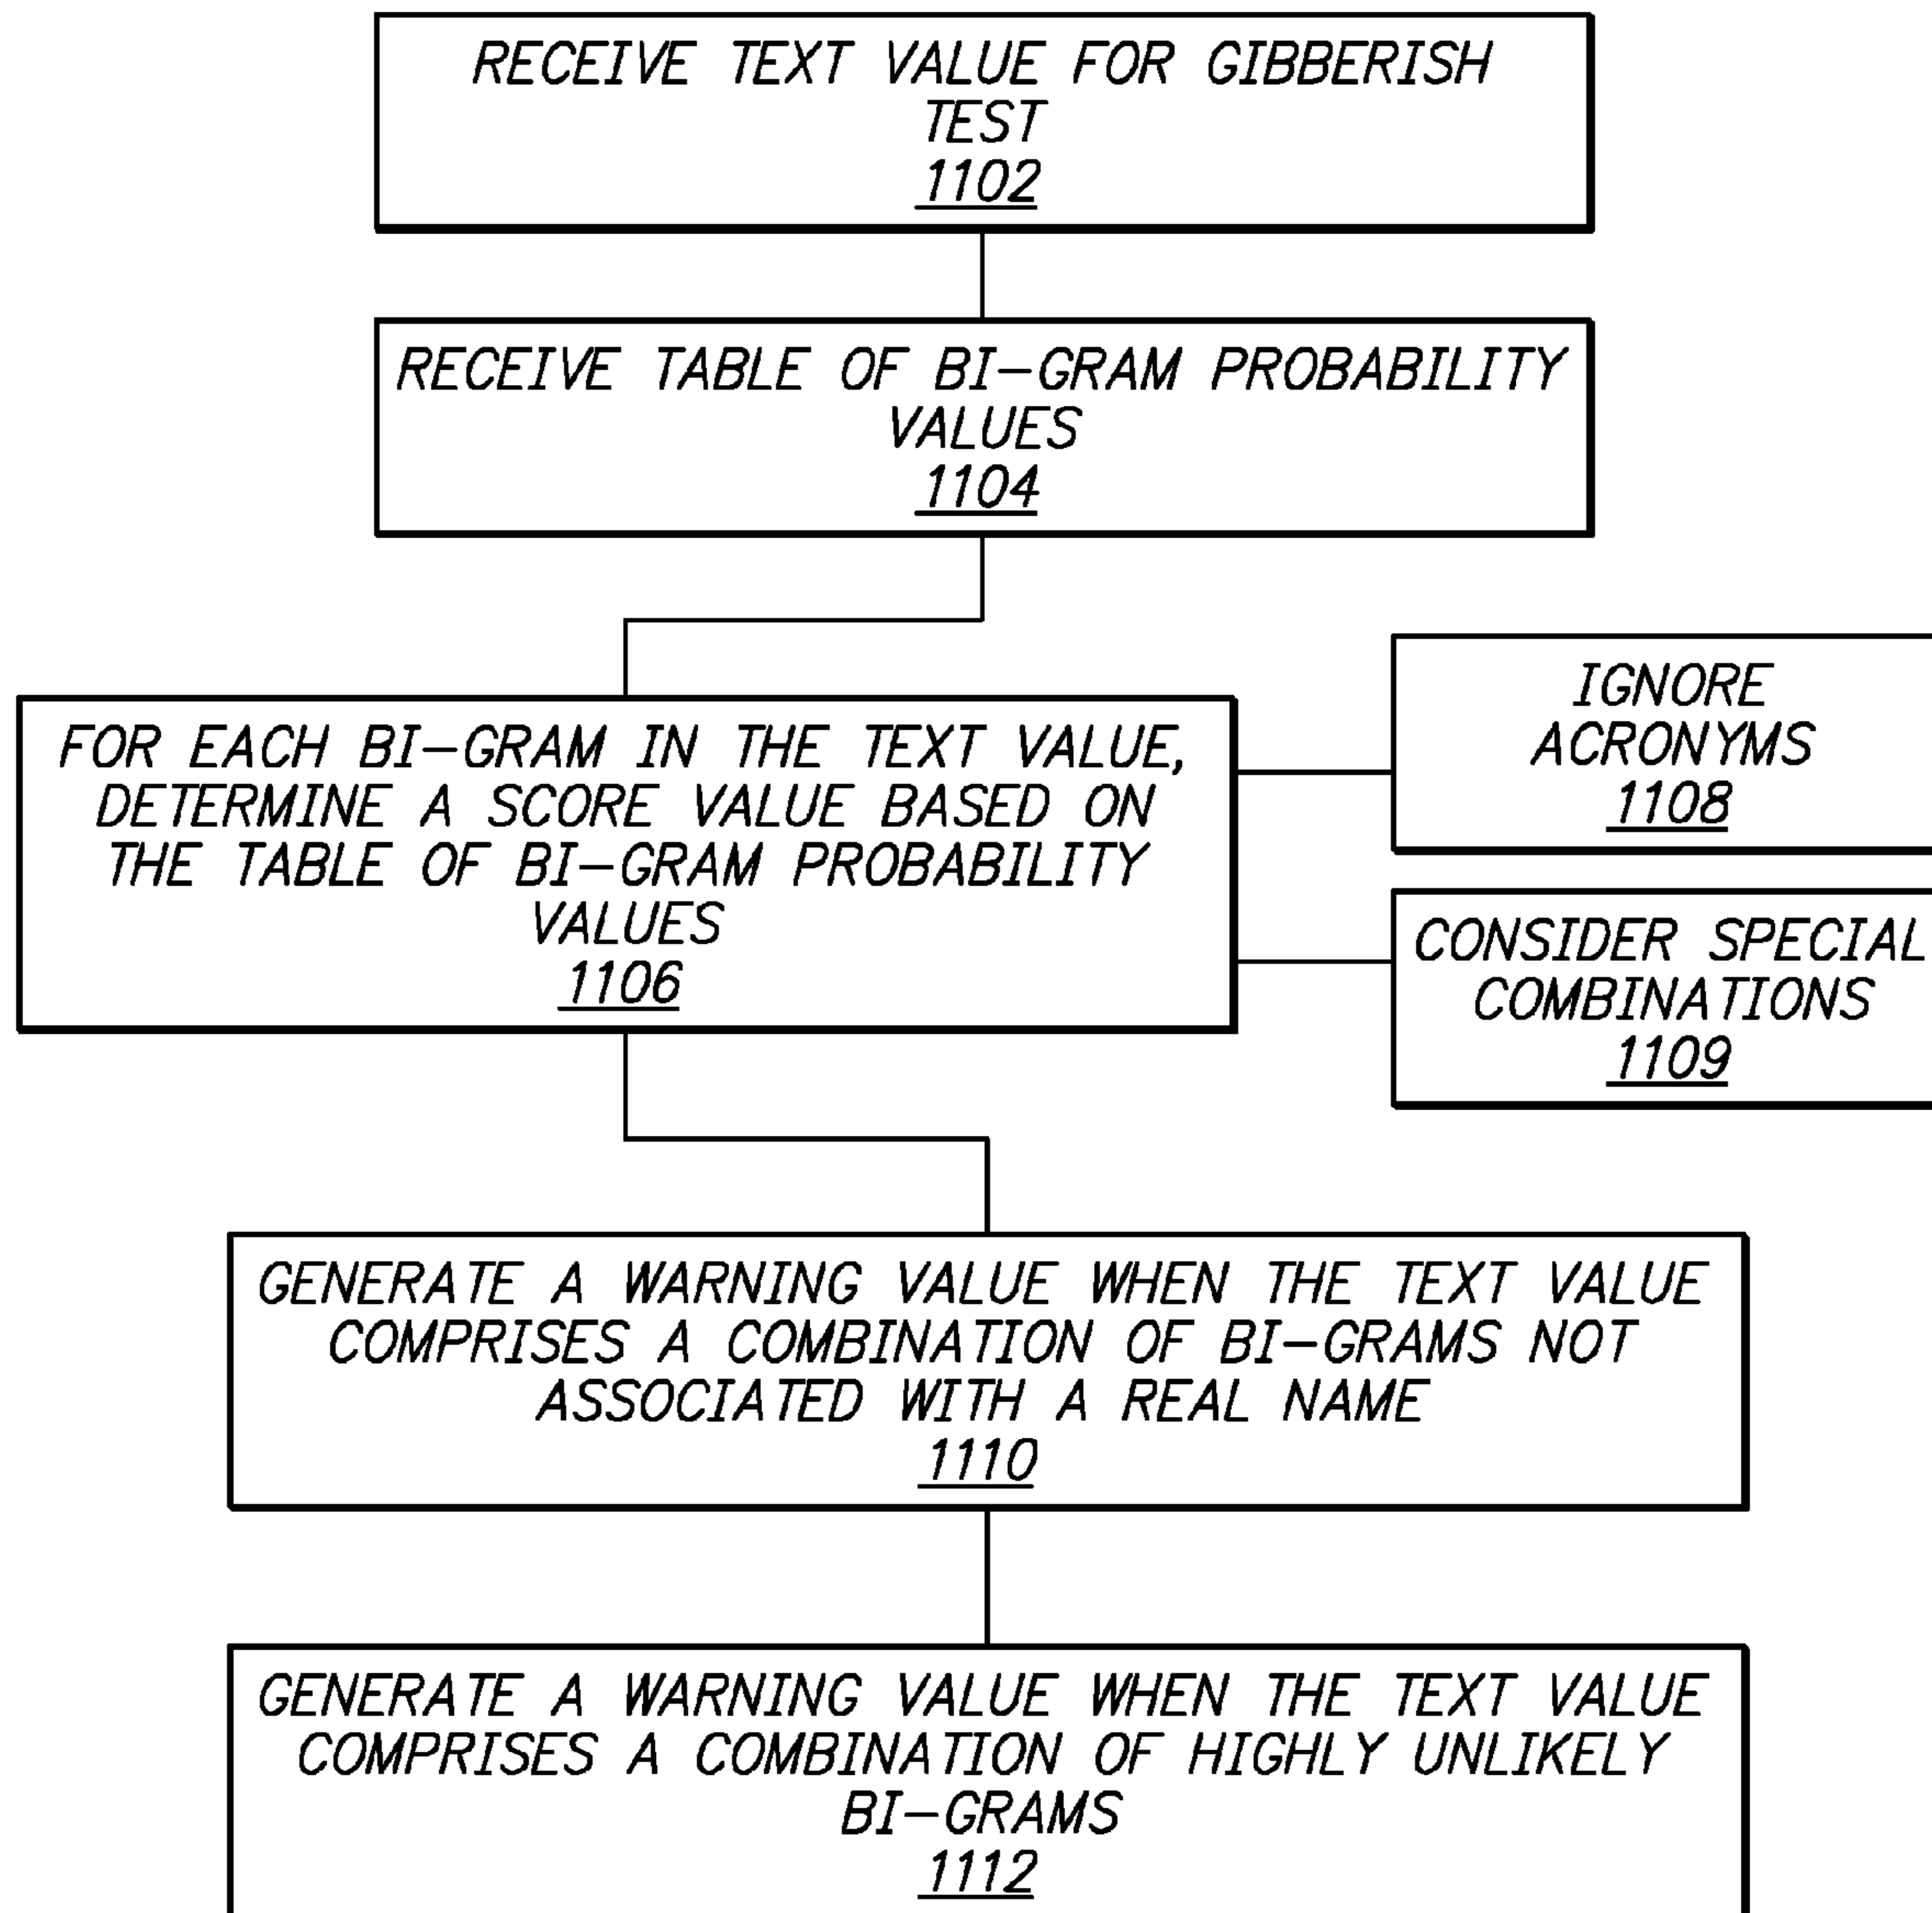 RECEIVE TEXT VALUE FOR GIBBERISH
TEST
1102
RECEIVE TABLE OF BI-GRAM PROBABILITY
VALUES
1104
FOR EACH BI-GRAM IN THE TEXT VALUE,
DETERMINE A SCORE VALUE BASED ON
THE TABLE OF BI-GRAM PROBABILITY
VALUES
1106
IGNORE
ACRONYMS
1108
CONSIDER SPECIAL
COMBINATIONS
1109
GENERATE A WARNING VALUE WHEN THE TEXT VALUE
COMPRISES A COMBINATION OF BI-GRAMS NOT
ASSOCIATED WITH A REAL NAME
1110
GENERATE A WARNING VALUE WHEN THE TEXT VALUE
COMPRISES A COMBINATION OF HIGHLY UNLIKELY
BI-GRAMS
1112